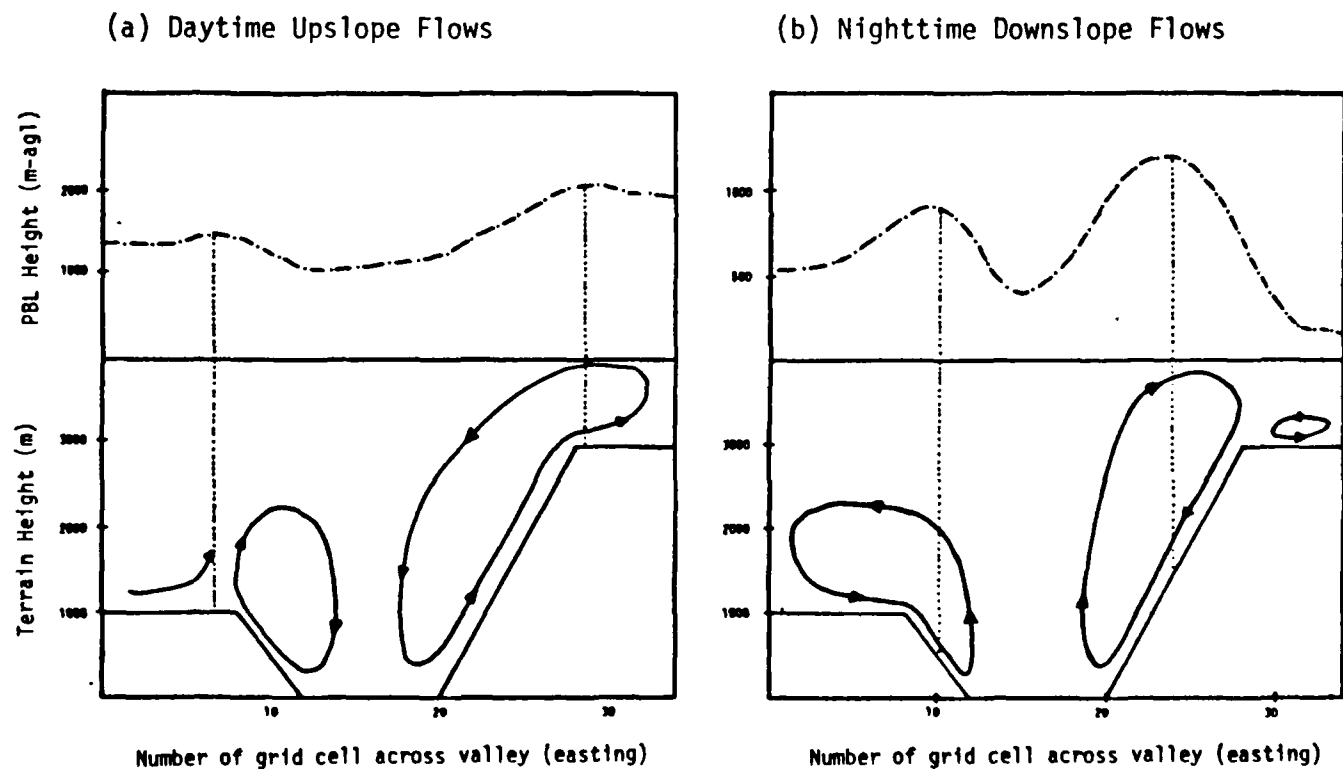 (a) Daytime Upslope Flows
(b) Nighttime Downslope Flows
PBL Height (m-agl)
2000
1000
1000
500
Terrain Height (m)
3000
2000
1000
3000
2000
1000
10
20
30
10
20
30
Number of grid cell across valley (easting)
Number of grid cell across valley (easting)